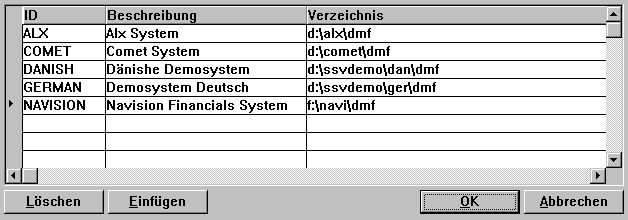 ID Beschreibung Verzeichnis
ALX Alx System d:\alx\dmf
COMET Comet System d:\comet\dmf
DANISH Dänishe Demosystem d:\ssvdemo\dan\dmf
GERMAN Demosystem Deutsch d:\ssvdemo\ger\dmf
NAVISION Navision Financials System f:\navi\dmf
Löschen Einfügen OK Abbrechen